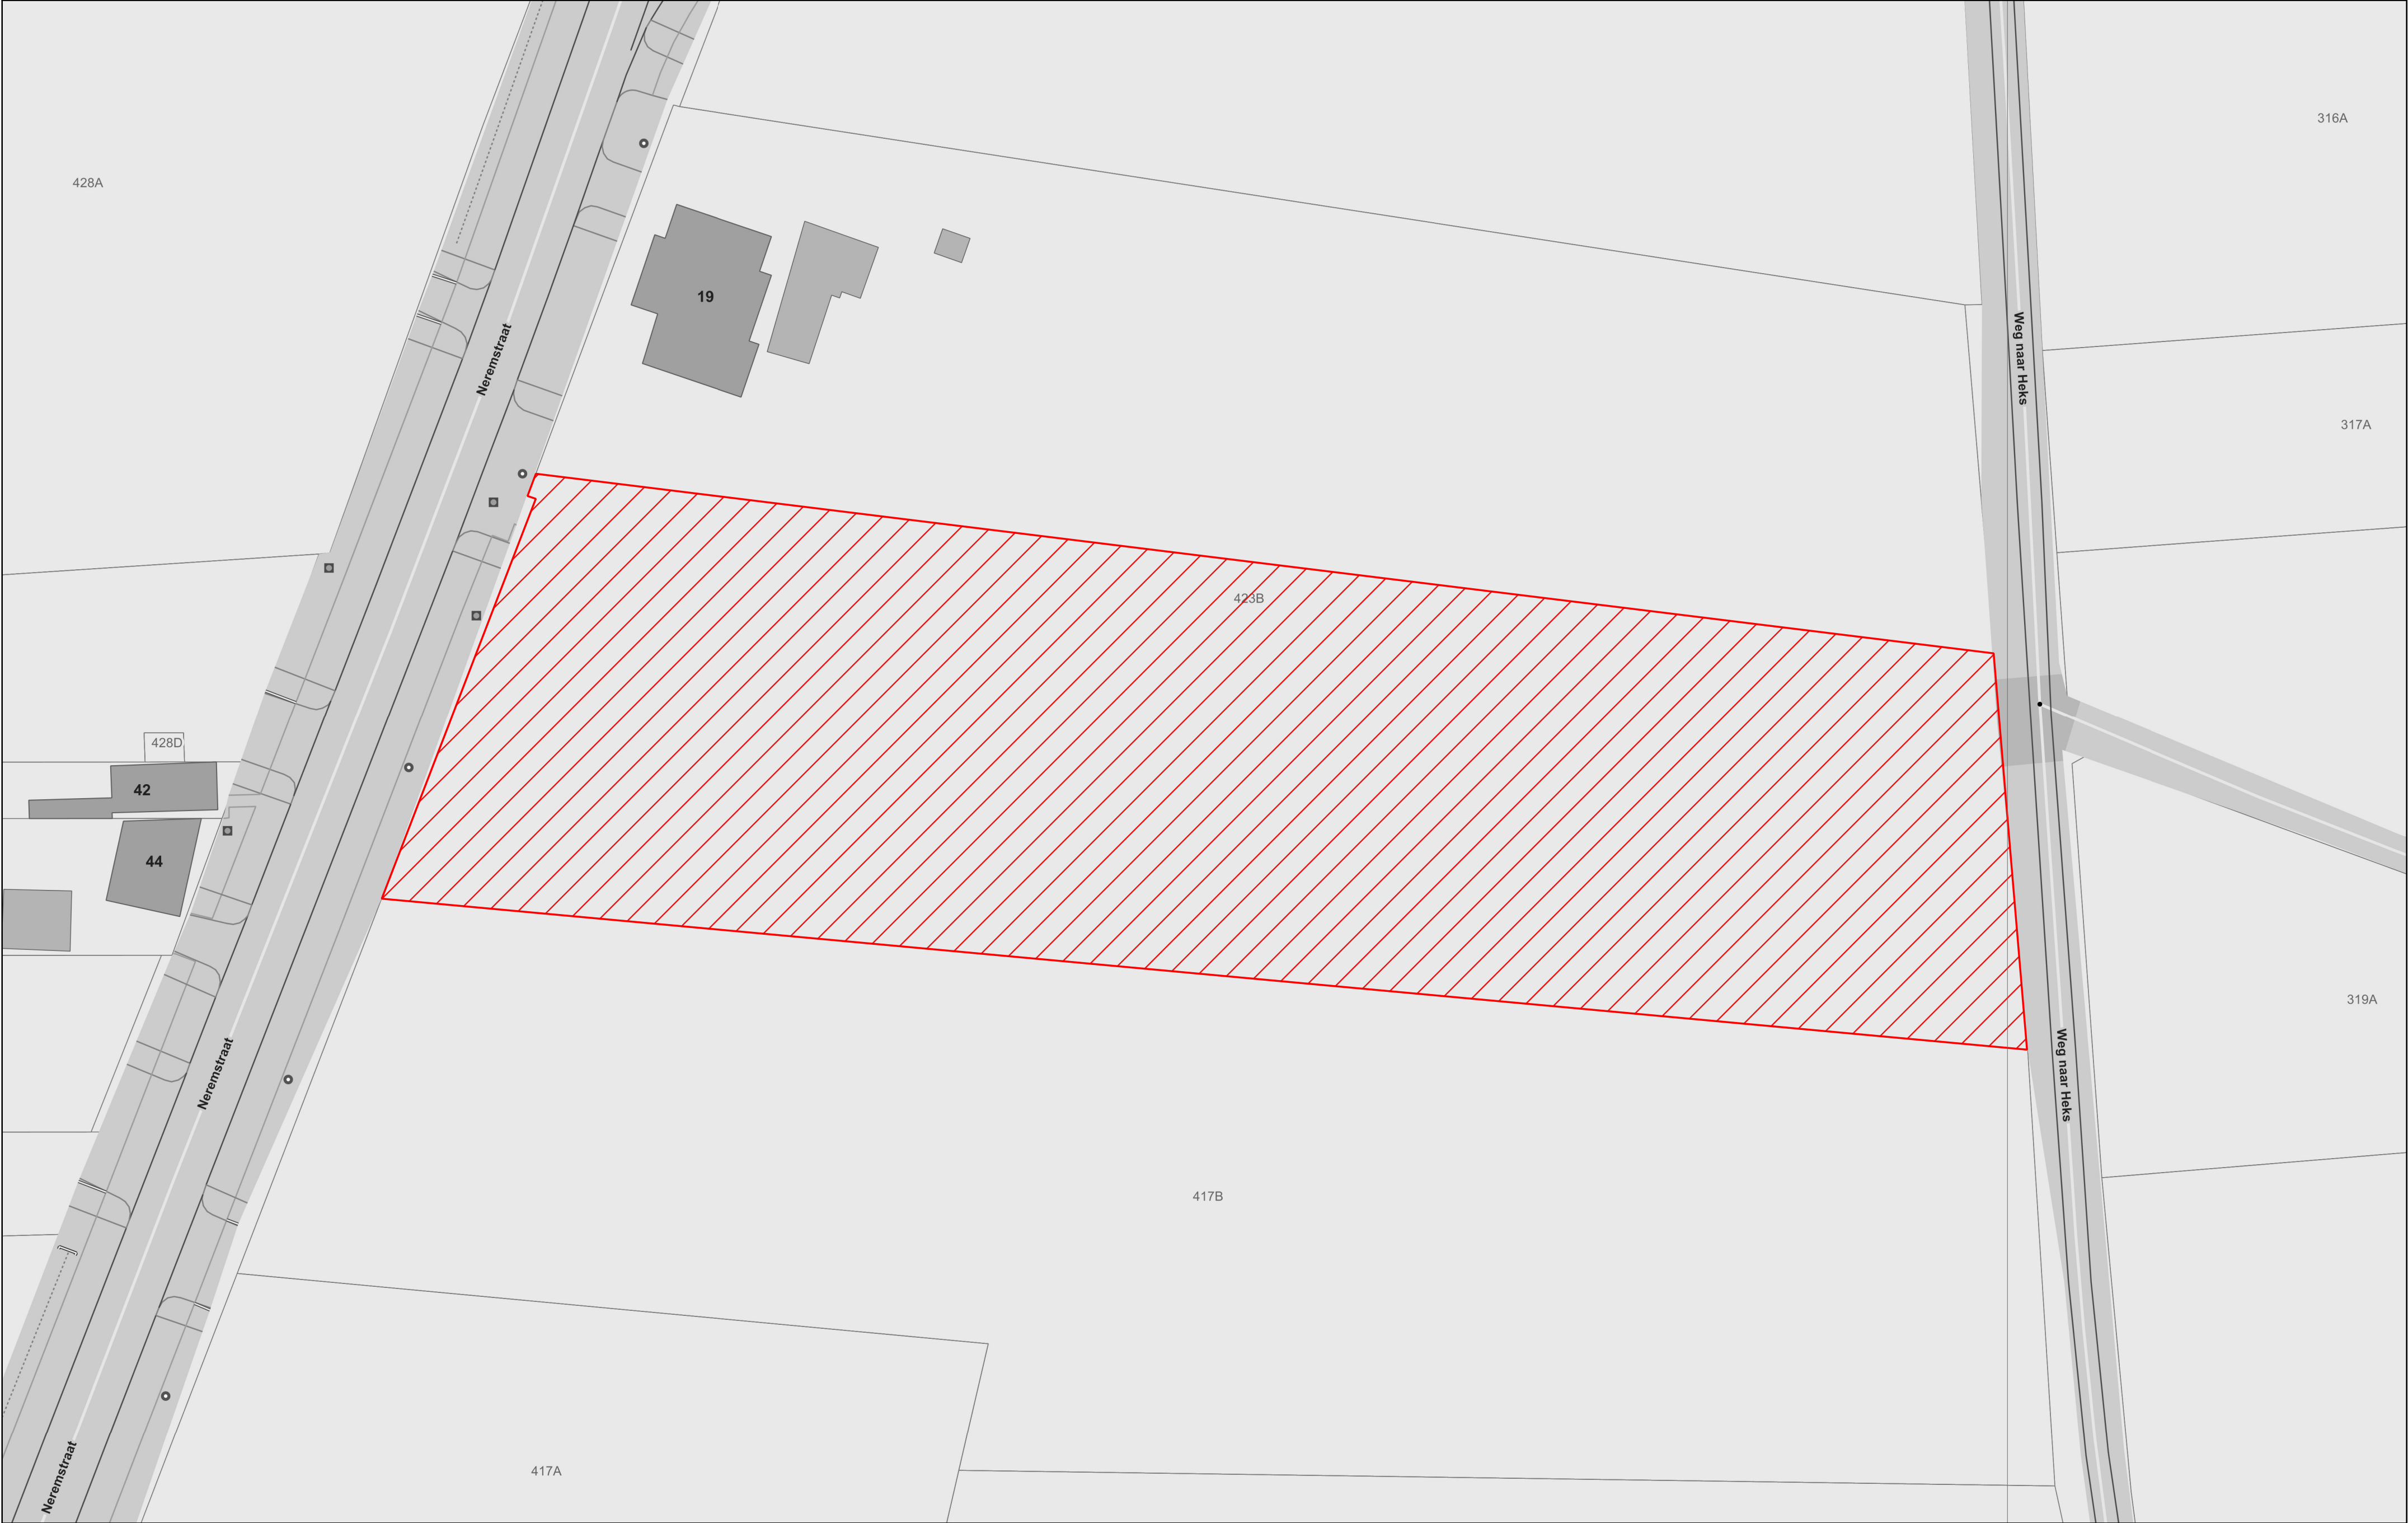 316A
428A
19
Neremstraat
Weg naar Heks
317A
423B
428D
42
44
319A
Neremstraat
Weg naar Heks
417B
417A
Neremstraat